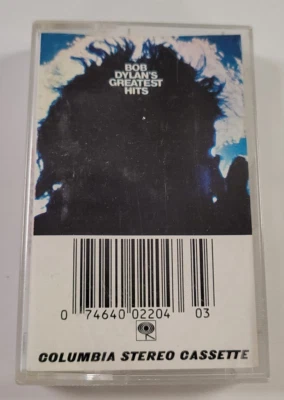 BOB
DYLAN'S
GREATEST
HITS
0 74640 02204 03
COLUMBIA STEREO CASSETTE